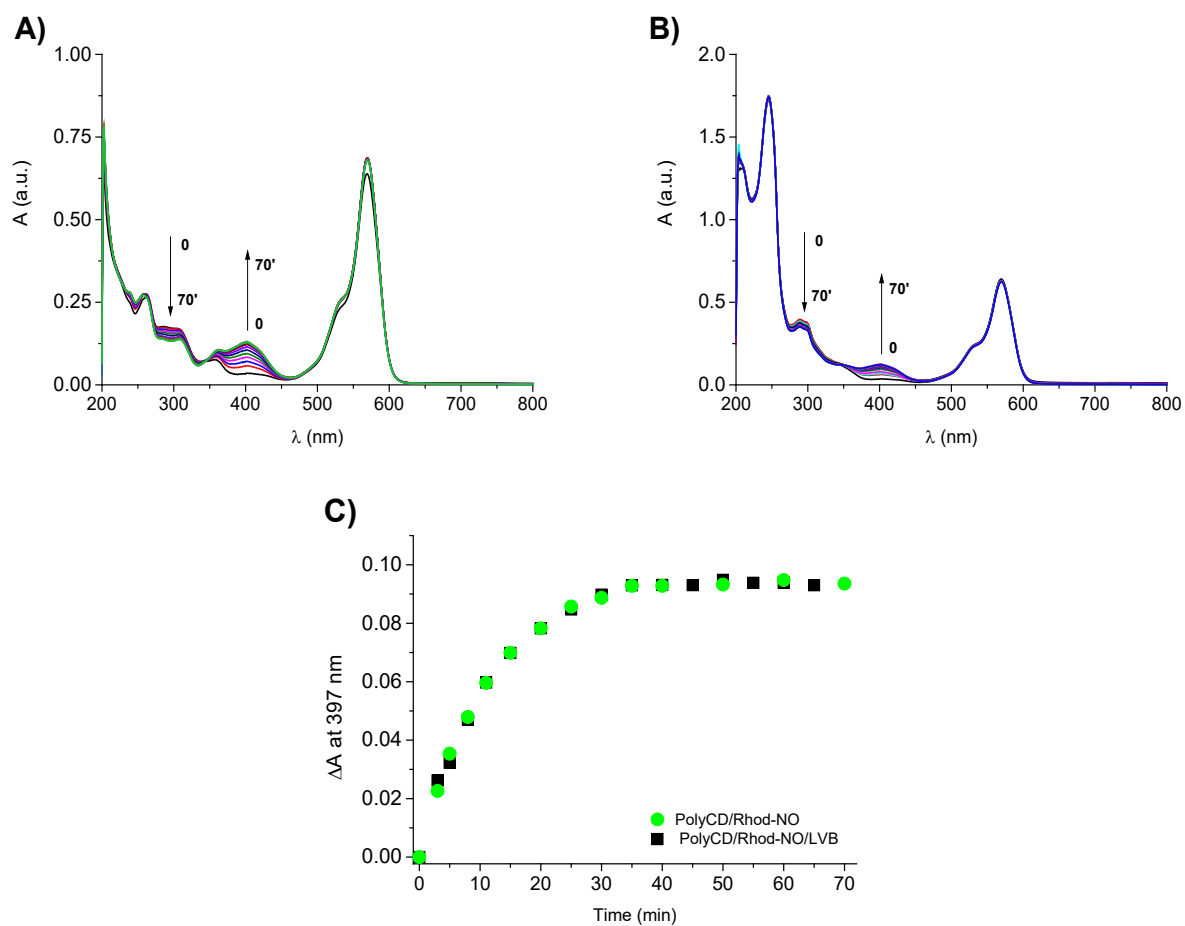 A)
B)
1.00
0.75
0.50
0.25
0.00
A (a.u.)
0
70'
70'
0
200 300 400 500 600 700 800
λ (nm)
2.0
1.5
1.0
0.5
0.0
A (a.u.)
0
70'
70'
0
200 300 400 500 600 700 800
λ (nm)
C)
0.10
0.08
0.06
0.04
0.02
0.00
ΔA at 397 nm
PolyCD/Rhod-NO
PolyCD/Rhod-NO/LVB
0 10 20 30 40 50 60 70
Time (min)